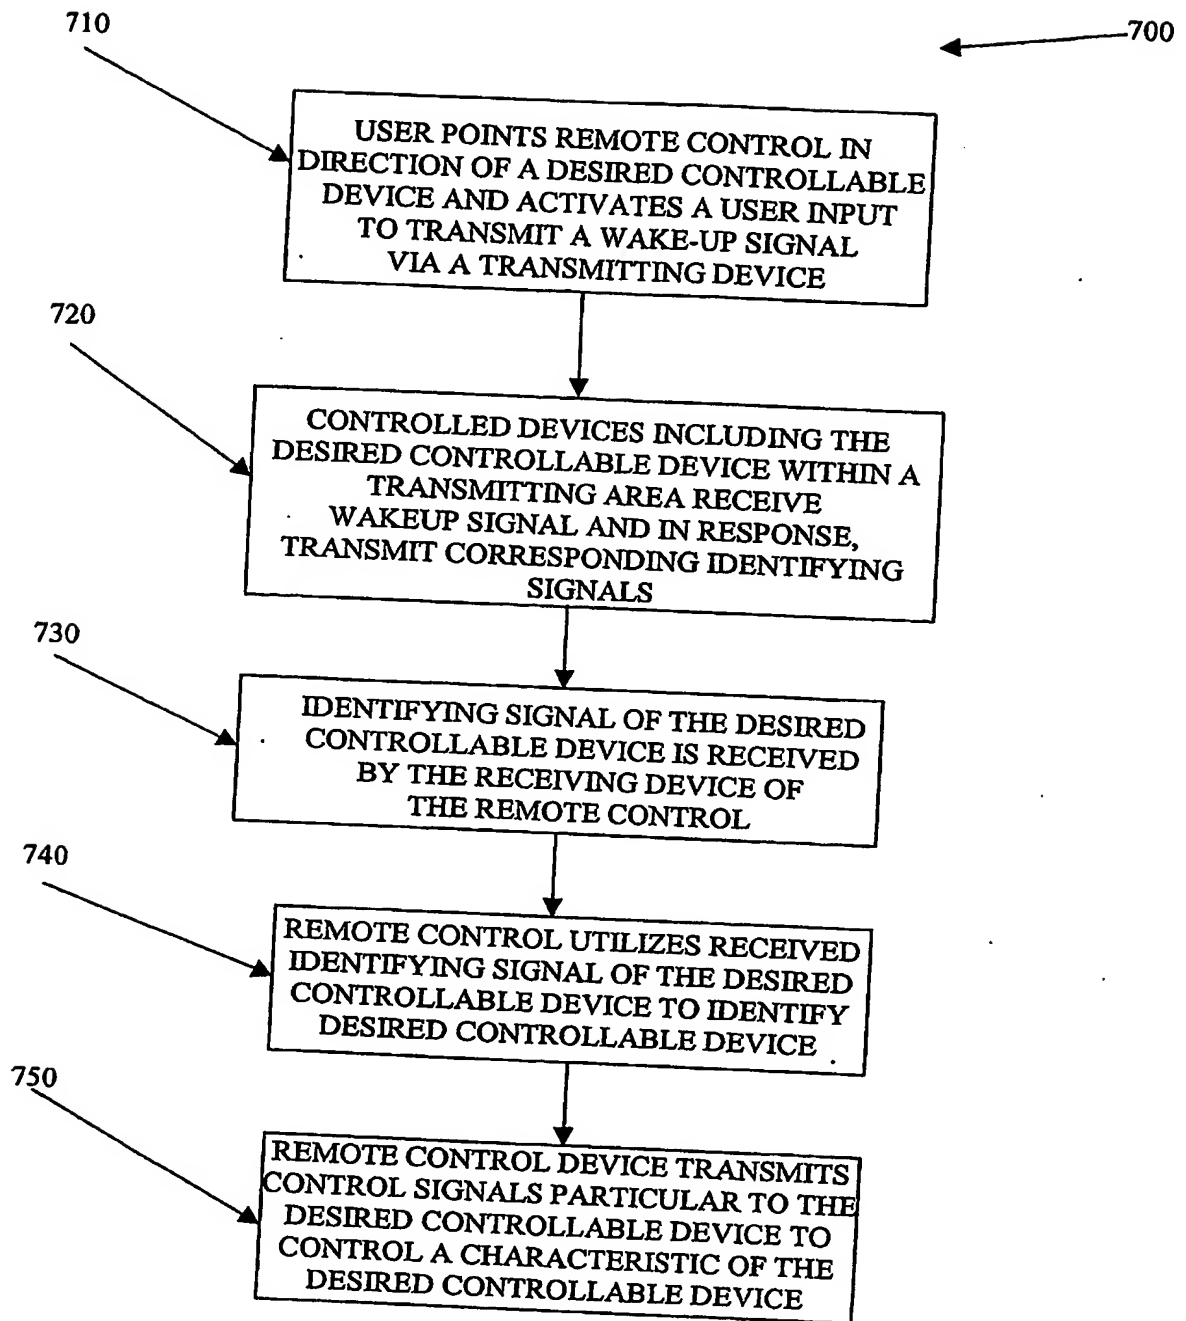 710
700
USER POINTS REMOTE CONTROL IN
DIRECTION OF A DESIRED CONTROLLABLE
DEVICE AND ACTIVATES A USER INPUT
TO TRANSMIT A WAKE-UP SIGNAL
VIA A TRANSMITTING DEVICE
720
CONTROLLED DEVICES INCLUDING THE
DESIRED CONTROLLABLE DEVICE WITHIN A
TRANSMITTING AREA RECEIVE
WAKEUP SIGNAL AND IN RESPONSE,
TRANSMIT CORRESPONDING IDENTIFYING
SIGNALS
730
IDENTIFYING SIGNAL OF THE DESIRED
CONTROLLABLE DEVICE IS RECEIVED
BY THE RECEIVING DEVICE OF
THE REMOTE CONTROL
740
REMOTE CONTROL UTILIZES RECEIVED
IDENTIFYING SIGNAL OF THE DESIRED
CONTROLLABLE DEVICE TO IDENTIFY
DESIRED CONTROLLABLE DEVICE
750
REMOTE CONTROL DEVICE TRANSMITS
CONTROL SIGNALS PARTICULAR TO THE
DESIRED CONTROLLABLE DEVICE TO
CONTROL A CHARACTERISTIC OF THE
DESIRED CONTROLLABLE DEVICE